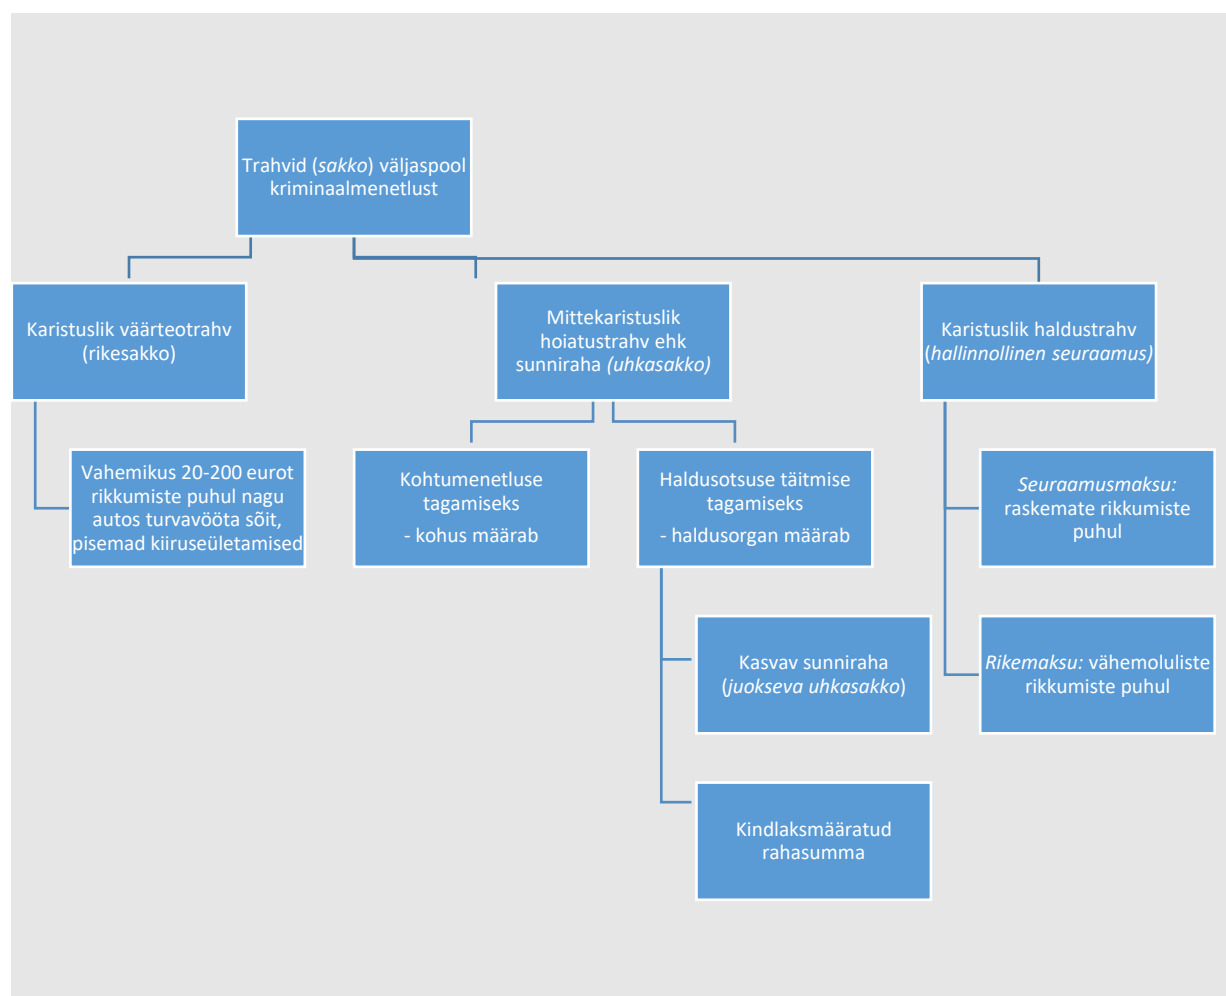 Trahvid (sakko) väljaspool
kriminaalmenetlust
Karistuslik väärteotrahv
(rikesakko)
Mittekaristuslik
hoiatustrahv ehk
sunniraha (uhkasakko)
Karistuslik haldustrahv
(hallinnollinen seuraamus)
Vahemikus 20-200 eurot
rikkumiste puhul nagu
autos turvavööta sõit,
pisemad kiiruseületamised
Kohtumenetluse
tagamiseks
- kohus määrab
Haldusotsuse täitmise
tagamiseks
- haldusorgan määrab
Seuraamusmaksu:
raskemate rikkumiste
puhul
Kasvav sunniraha
(juokseva uhkasakko)
Rikemaksu: vähemoluliste
rikkumiste puhul
Kindlaksmääratud
rahasumma